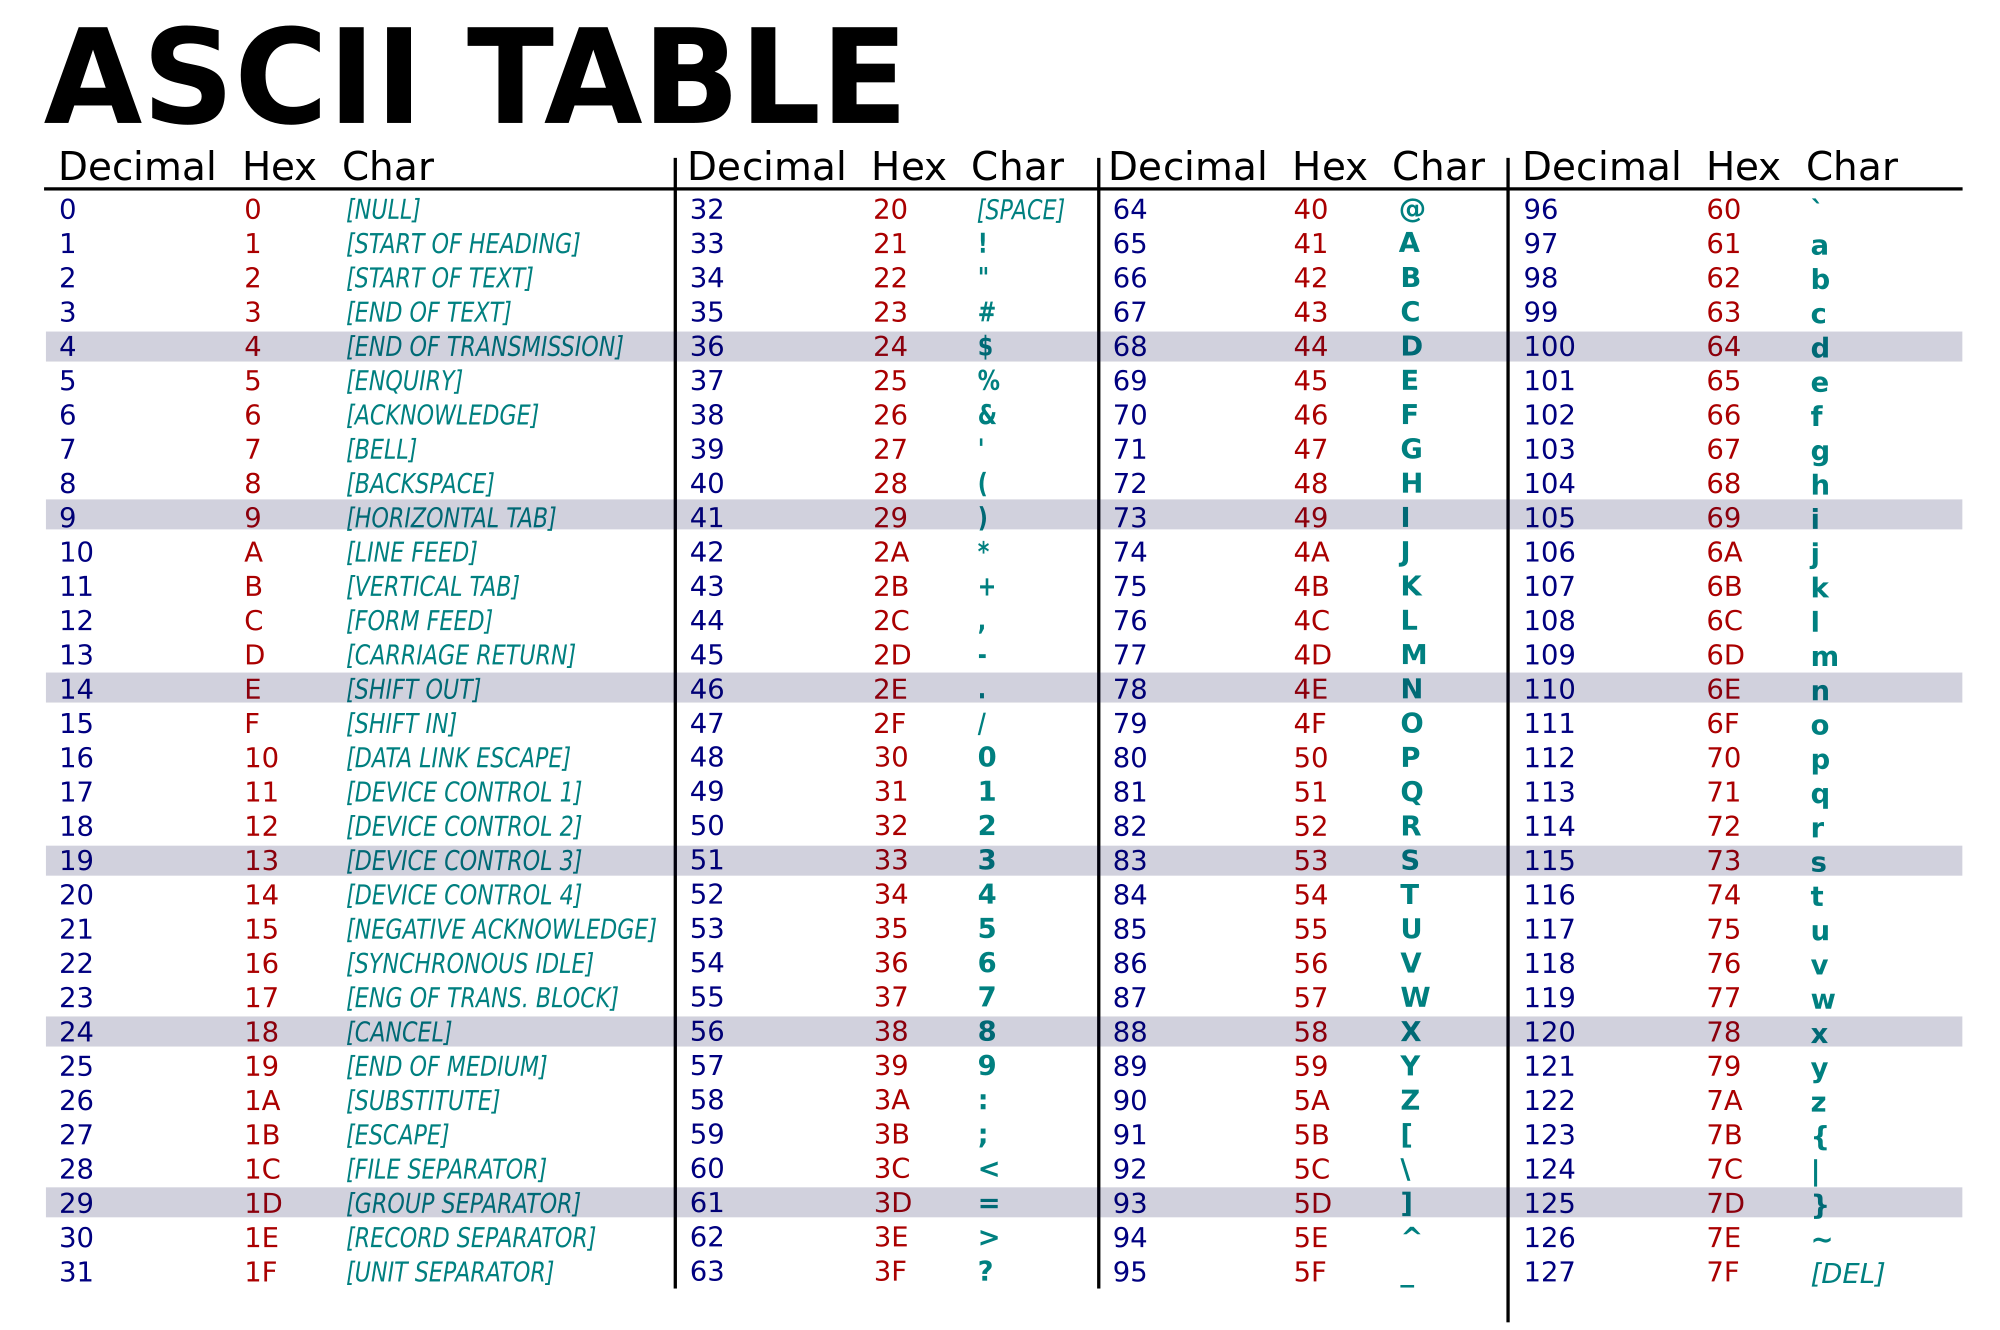 ASCII TABLE
Decimal Hex Char Decimal Hex Char Decimal Hex Char Decimal Hex Char
0 0 [NULL] 32 20 [SPACE] 64 40 @ 96 60 `
1 1 [START OF HEADING] 33 21 ! 65 41 A 97 61 a
2 2 [START OF TEXT] 34 22 " 66 42 B 98 62 b
3 3 [END OF TEXT] 35 23 # 67 43 C 99 63 c
4 4 [END OF TRANSMISSION] 36 24 $ 68 44 D 100 64 d
5 5 [ENQUIRY] 37 25 % 69 45 E 101 65 e
6 6 [ACKNOWLEDGE] 38 26 & 70 46 F 102 66 f
7 7 [BELL] 39 27 ' 71 47 G 103 67 g
8 8 [BACKSPACE] 40 28 ( 72 48 H 104 68 h
9 9 [HORIZONTAL TAB] 41 29 ) 73 49 I 105 69 i
10 A [LINE FEED] 42 2A * 74 4A J 106 6A j
11 B [VERTICAL TAB] 43 2B + 75 4B K 107 6B k
12 C [FORM FEED] 44 2C , 76 4C L 108 6C l
13 D [CARRIAGE RETURN] 45 2D - 77 4D M 109 6D m
14 E [SHIFT OUT] 46 2E . 78 4E N 110 6E n
15 F [SHIFT IN] 47 2F / 79 4F O 111 6F o
16 10 [DATA LINK ESCAPE] 48 30 0 80 50 P 112 70 p
17 11 [DEVICE CONTROL 1] 49 31 1 81 51 Q 113 71 q
18 12 [DEVICE CONTROL 2] 50 32 2 82 52 R 114 72 r
19 13 [DEVICE CONTROL 3] 51 33 3 83 53 S 115 73 s
20 14 [DEVICE CONTROL 4] 52 34 4 84 54 T 116 74 t
21 15 [NEGATIVE ACKNOWLEDGE] 53 35 5 85 55 U 117 75 u
22 16 [SYNCHRONOUS IDLE] 54 36 6 86 56 V 118 76 v
23 17 [ENG OF TRANS. BLOCK] 55 37 7 87 57 W 119 77 w
24 18 [CANCEL] 56 38 8 88 58 X 120 78 x
25 19 [END OF MEDIUM] 57 39 9 89 59 Y 121 79 y
26 1A [SUBSTITUTE] 58 3A : 90 5A Z 122 7A z
27 1B [ESCAPE] 59 3B ; 91 5B [ 123 7B {
28 1C [FILE SEPARATOR] 60 3C < 92 5C \ 124 7C |
29 1D [GROUP SEPARATOR] 61 3D = 93 5D ] 125 7D }
30 1E [RECORD SEPARATOR] 62 3E > 94 5E ^ 126 7E ~
31 1F [UNIT SEPARATOR] 63 3F ? 95 5F _ 127 7F [DEL]